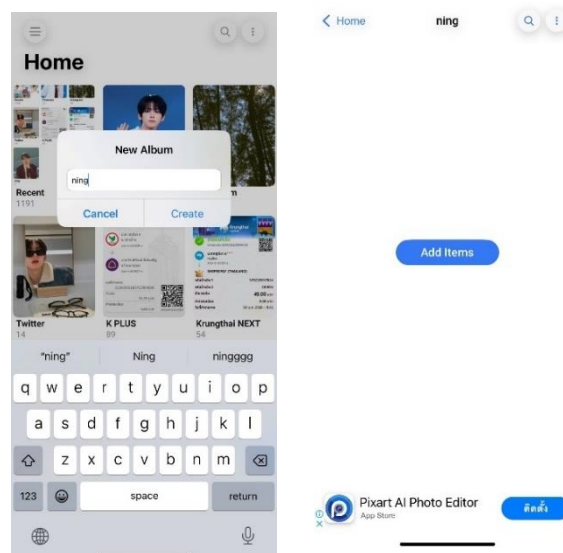 Home
New Album
ning
Cancel
Create
Recent
1191
Twitter
14
K PLUS
89
Krungthai NEXT
54
"ning"
Ning
ningggg
q w e r t y u i o p
a s d f g h j k l
z x c v b n m
123
space
return
Home
ning
Add Items
Pixart AI Photo Editor
App Store
ติดตั้ง